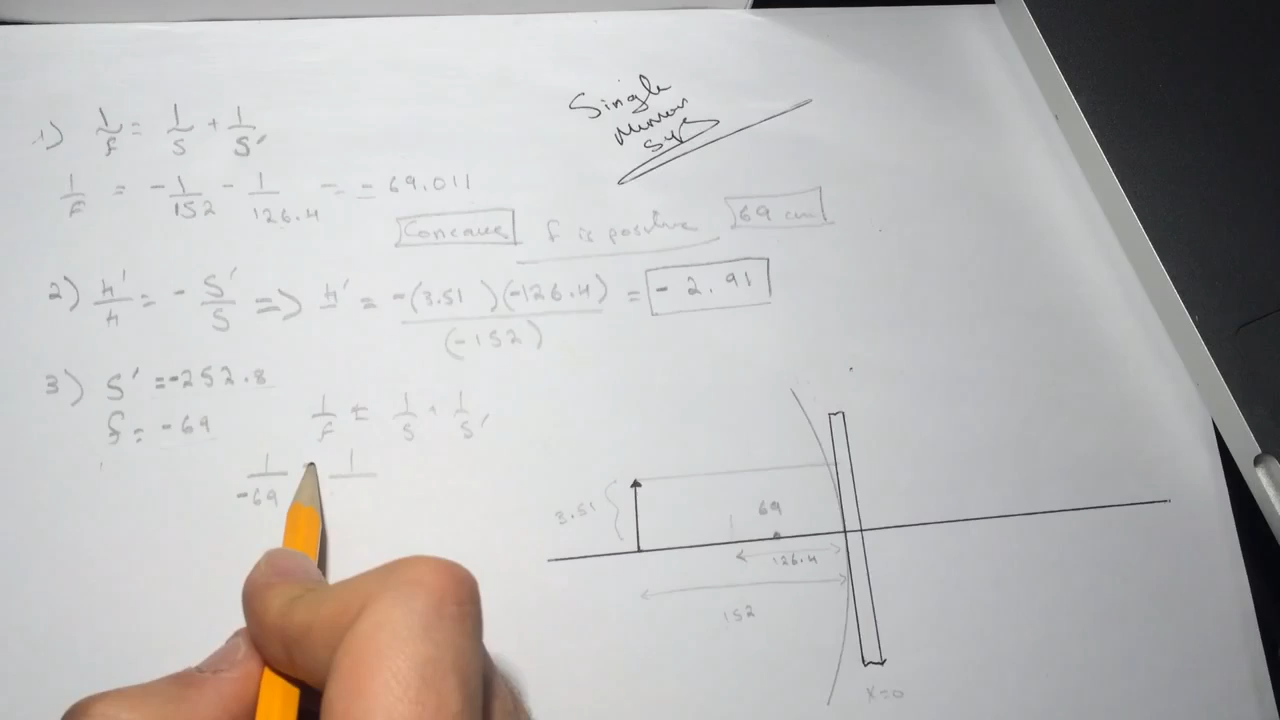 Single
mirror
sys
1) 1/f = 1/s + 1/s'
1/f = -1/152 - 1/126.4 = = 69.011
Concave f is positive 69 cm
2) h'/h = - s'/s => h' = -(3.51)(-126.4)/(-152) = - 2.91
3) s' = -252.8
f = -69 1/f = 1/s + 1/s'
1/-69 - 1/
3.51
69
126.4
152
x=0